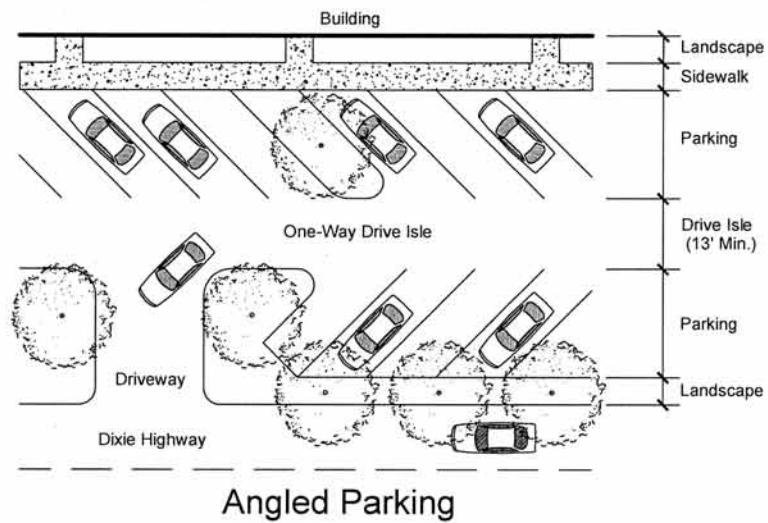 Building
Landscape
Sidewalk
Parking
One-Way Drive Isle
Drive Isle
(13' Min.)
Parking
Driveway
Landscape
Dixie Highway
Angled Parking